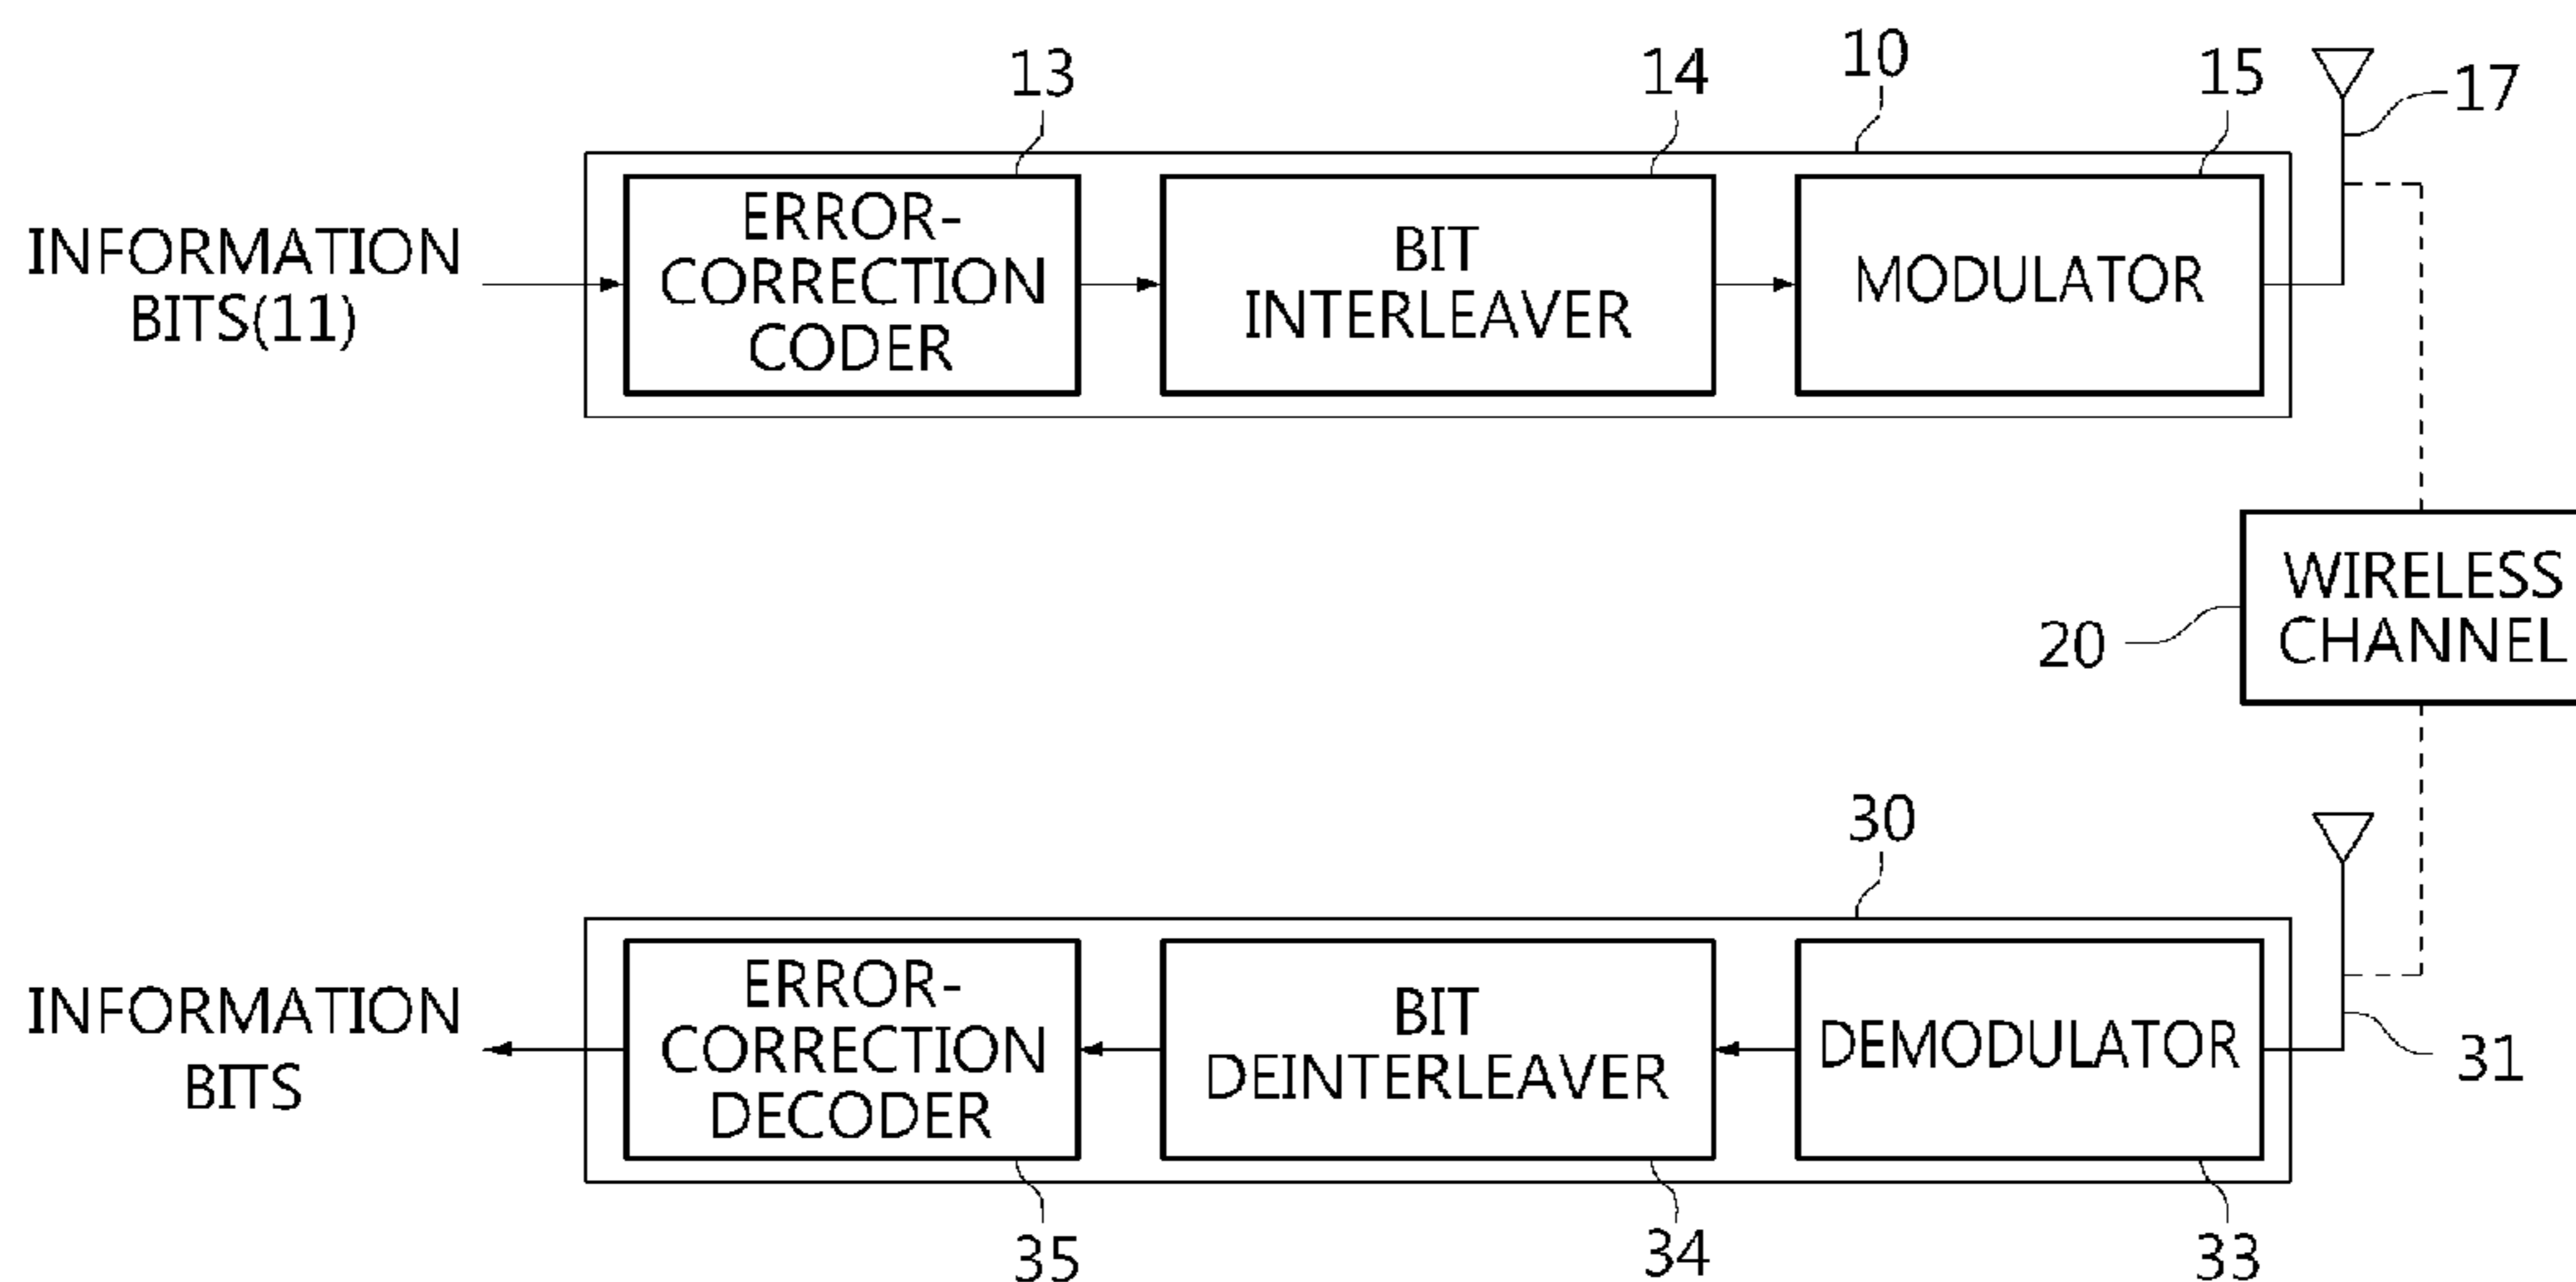 13
14
10
15
17
INFORMATION
BITS(11)
ERROR-
CORRECTION
CODER
BIT
INTERLEAVER
MODULATOR
WIRELESS
CHANNEL
20
30
INFORMATION
BITS
ERROR-
CORRECTION
DECODER
BIT
DEINTERLEAVER
DEMODULATOR
31
35
34
33